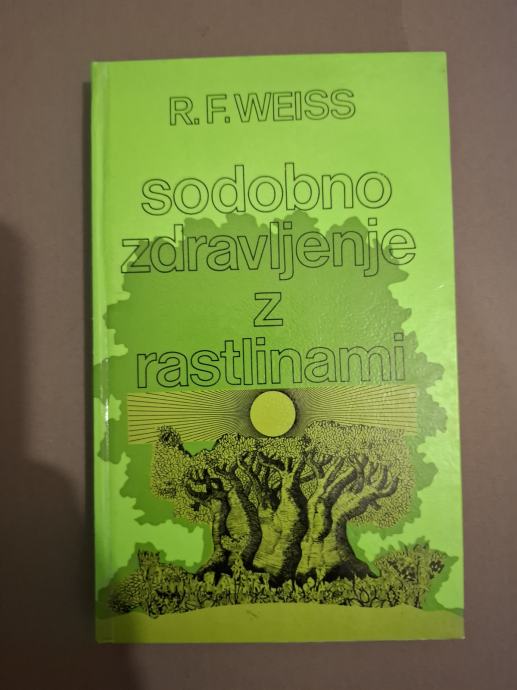 R. F. WEISS
sodobno
zdravljenje
z
rastlinami